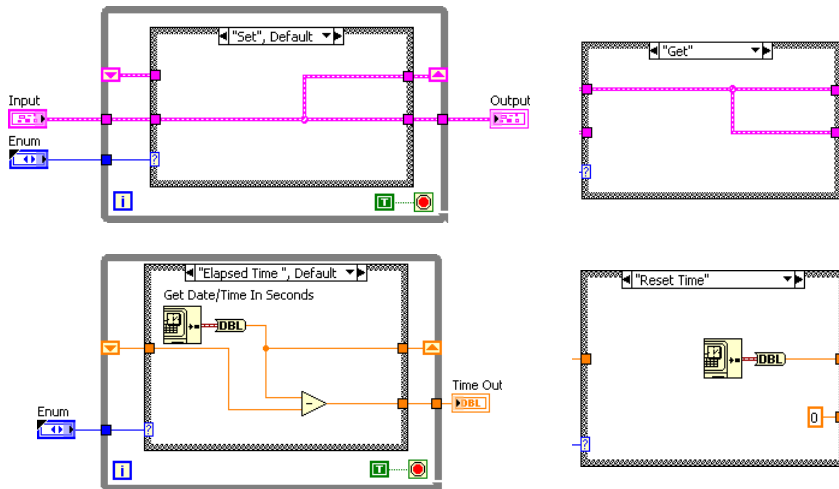 "Set", Default
"Get"
Input
Output
Enum
?
?
i
T
"Elapsed Time ", Default
"Reset Time"
Get Date/Time In Seconds
DBL
DBL
Time Out
DBL
Enum
0
?
?
i
T